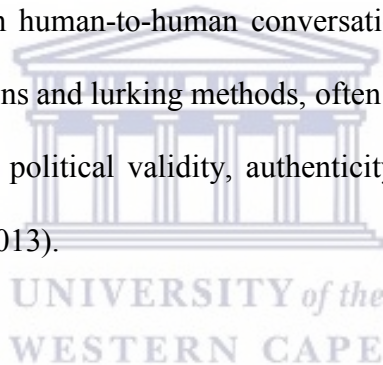 n human-to-human conversati
ns and lurking methods, often
political validity, authenticity
013).
UNIVERSITY of the
WESTERN CAPE